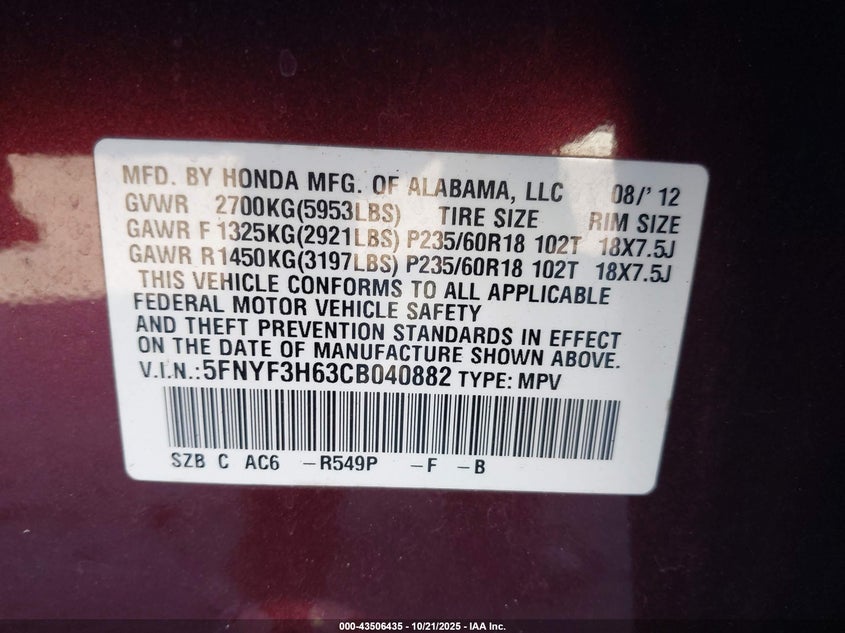 MFD. BY HONDA MFG. OF ALABAMA, LLC 08/'12
GVWR 2700KG(5953LBS) TIRE SIZE RIM SIZE
GAWR F 1325KG(2921LBS) P235/60R18 102T 18X7.5J
GAWR R1450KG(3197LBS) P235/60R18 102T 18X7.5J
THIS VEHICLE CONFORMS TO ALL APPLICABLE
FEDERAL MOTOR VEHICLE SAFETY
AND THEFT PREVENTION STANDARDS IN EFFECT
ON THE DATE OF MANUFACTURE SHOWN ABOVE.
V.I.N.:5FNYF3H63CB040882 TYPE: MPV
SZB C AC6 -R549P -F -B
000-43506435 - 10/21/2025 - IAA Inc.